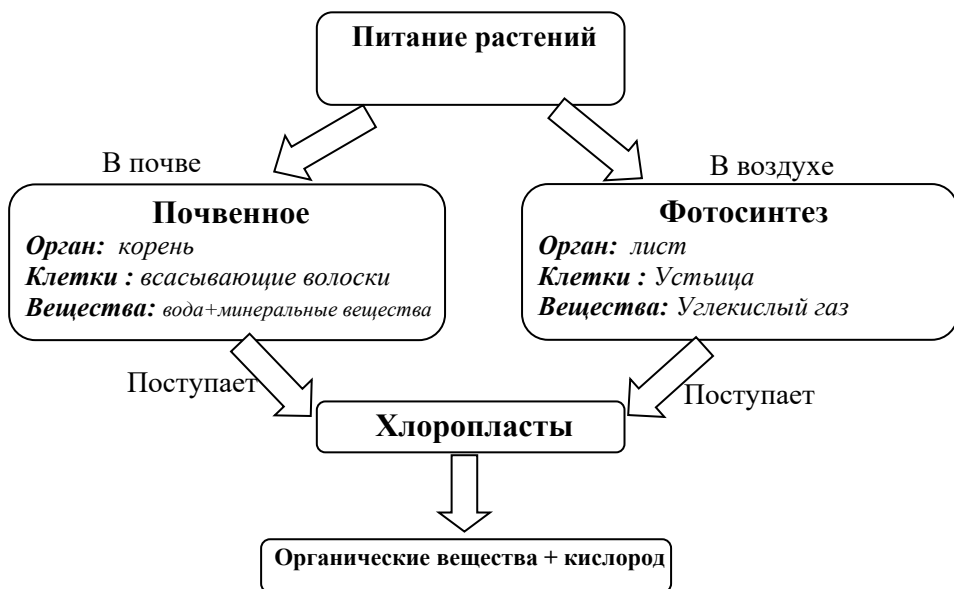 Питание растений
В почве
В воздухе
Почвенное
Орган: корень
Клетки : всасывающие волоски
Вещества: вода+минеральные вещества
Фотосинтез
Орган: лист
Клетки : Устьица
Вещества: Углекислый газ
Поступает
Поступает
Хлоропласты
Органические вещества + кислород